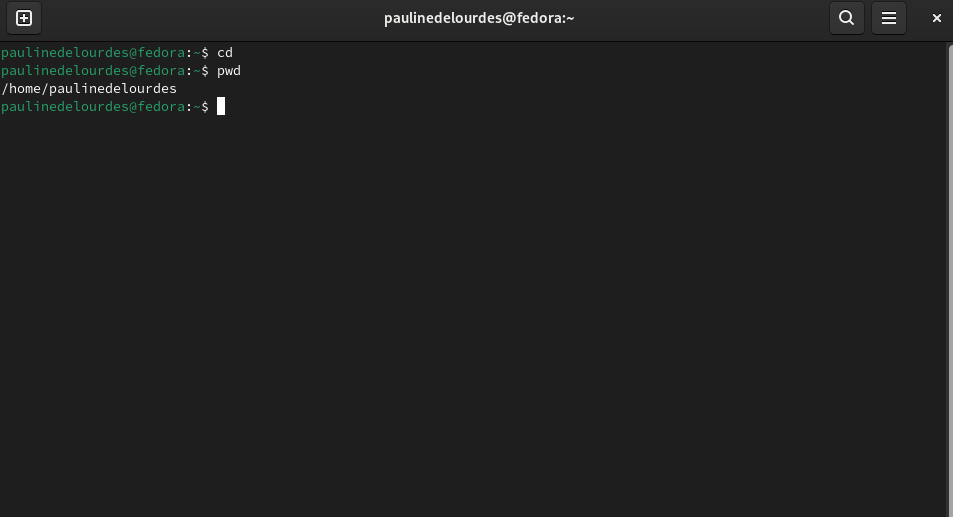 paulinedelourdes@fedora:~
paulinedelourdes@fedora:~$ cd
paulinedelourdes@fedora:~$ pwd
/home/paulinedelourdes
paulinedelourdes@fedora:~$